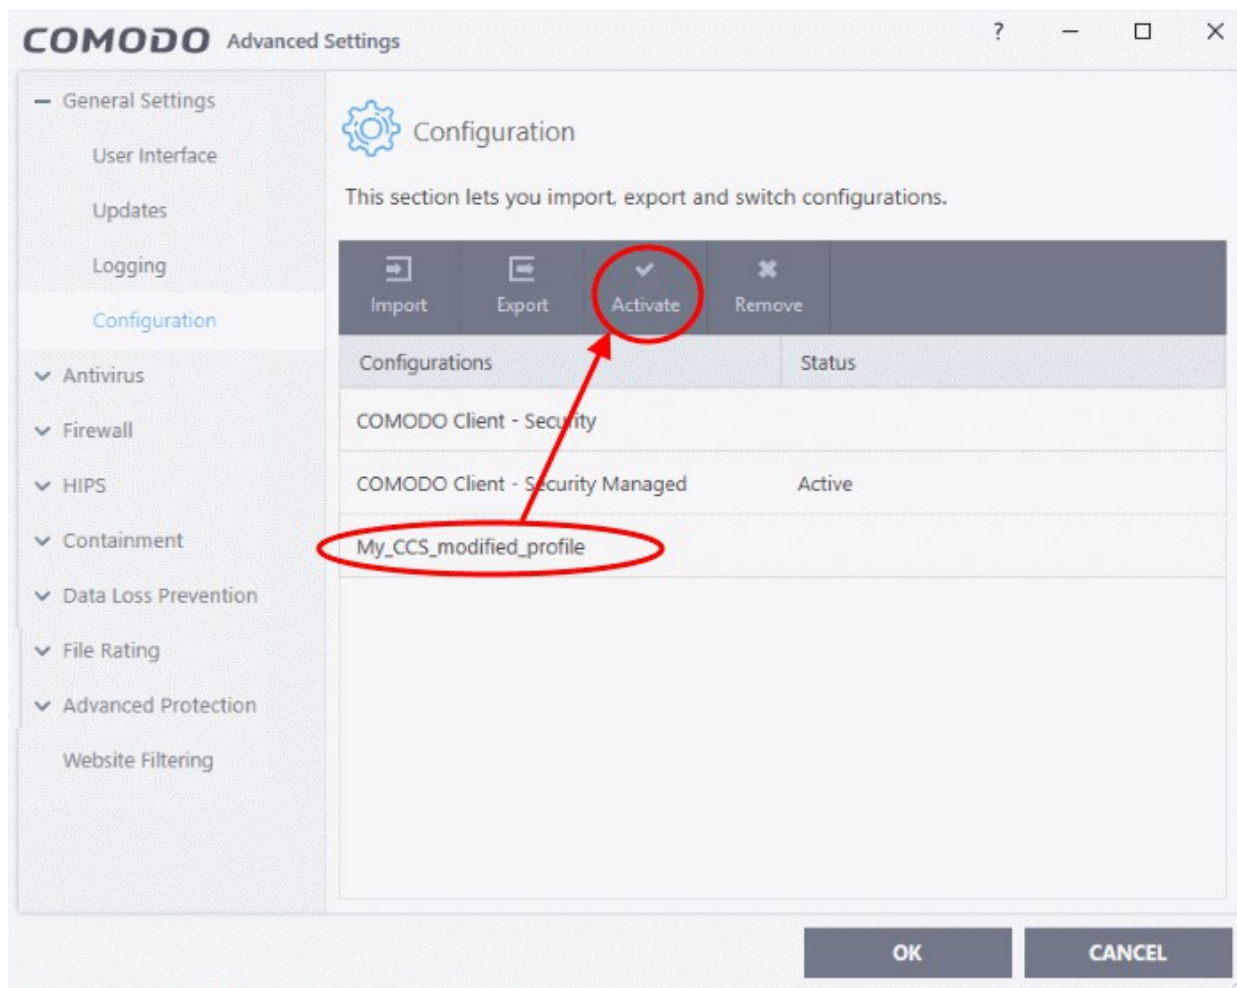 COMODO Advanced Settings ?
General Settings
User Interface
Updates
Logging
Configuration
Antivirus
Firewall
HIPS
Containment
Data Loss Prevention
File Rating
Advanced Protection
Website Filtering
Configuration
This section lets you import, export and switch configurations.
Import Export Activate Remove
Configurations Status
COMODO Client - Security
COMODO Client - Security Managed Active
My_CCS_modified_profile
OK CANCEL